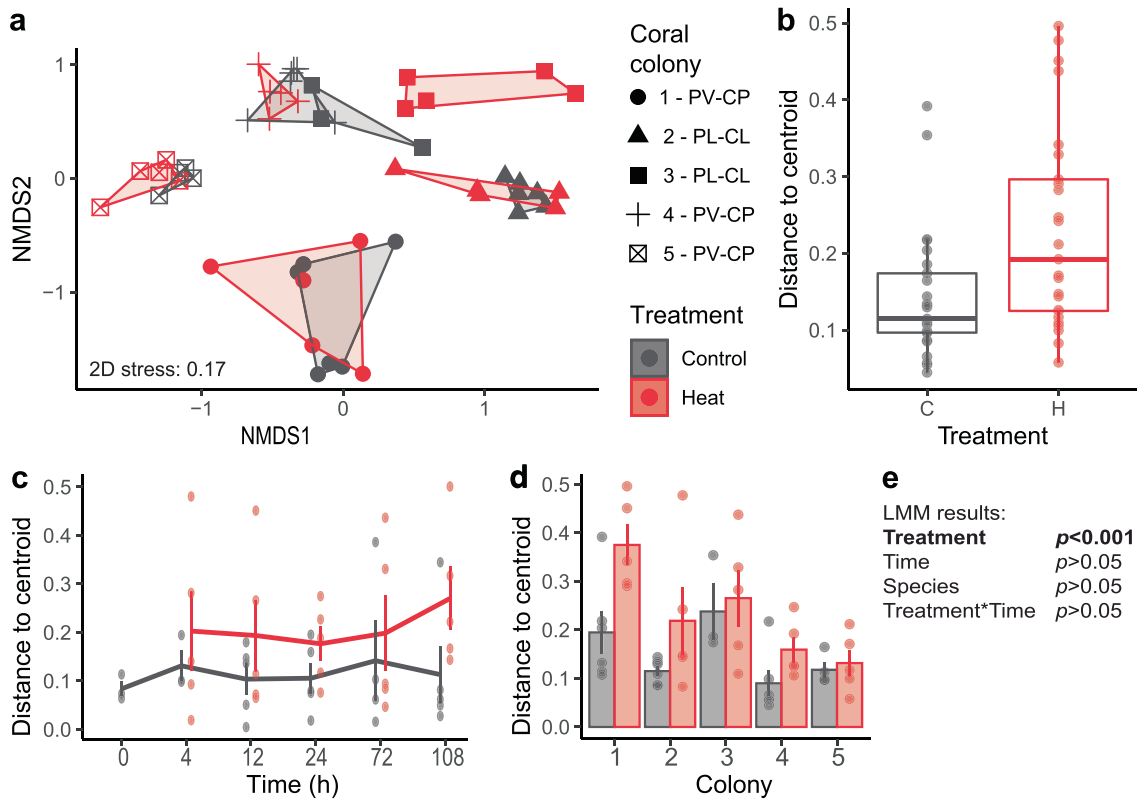 a
NMDS2
1
0
−1
2D stress: 0.17
−1
0
1
NMDS1
Coral
colony
1 - PV-CP
2 - PL-CL
3 - PL-CL
4 - PV-CP
5 - PV-CP
Treatment
Control
Heat
b
Distance to centroid
0.5
0.4
0.3
0.2
0.1
C
H
Treatment
c
Distance to centroid
0.5
0.4
0.3
0.2
0.1
0.0
0
4
12
24
72
108
Time (h)
d
Distance to centroid
0.5
0.4
0.3
0.2
0.1
0.0
1
2
3
4
5
Colony
e
LMM results:
Treatment p<0.001
Time p>0.05
Species p>0.05
Treatment*Time p>0.05